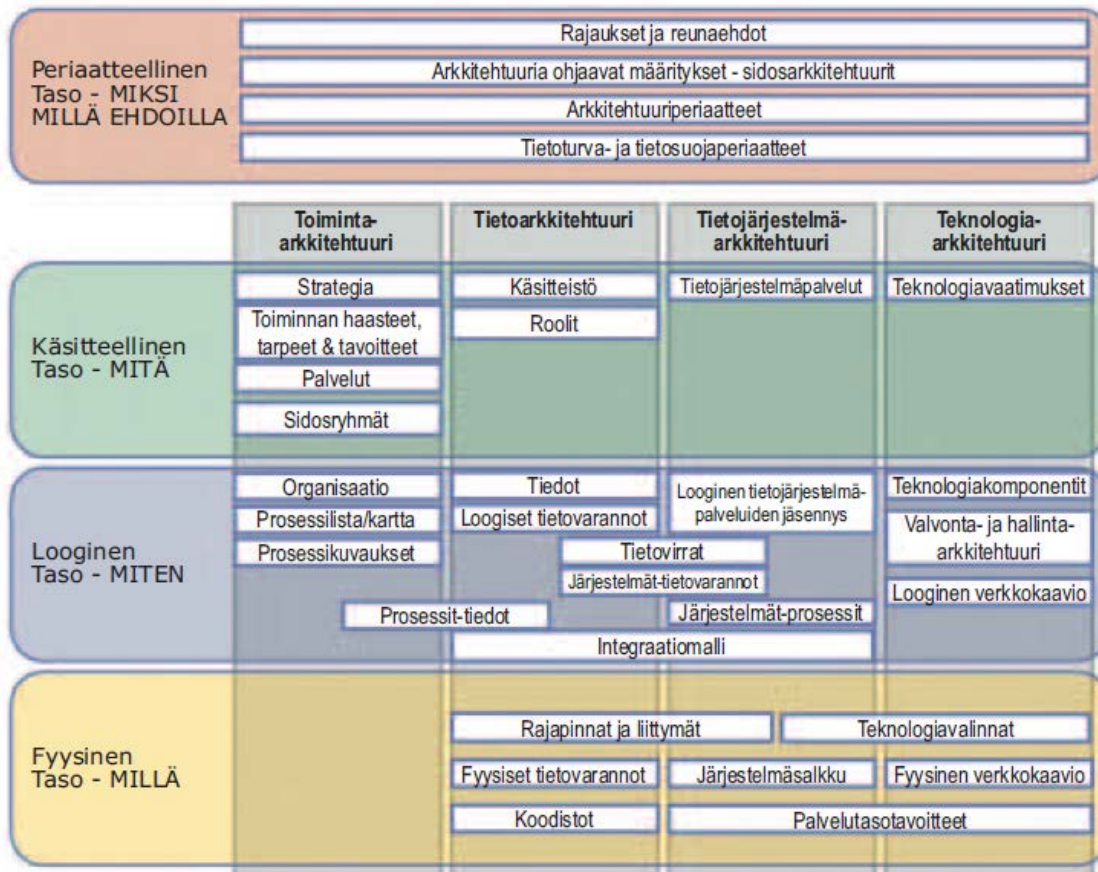 Periaatteellinen
Taso - MIKSI
MILLÄ EHDOILLA
Rajaukset ja reunaehdot
Arkkitehtuuria ohjaavat määritykset - sidosarkkitehtuurit
Arkkitehtuuriperiaatteet
Tietoturva- ja tietosuojaperiaatteet
Toiminta-
arkkitehtuuri
Tietoarkkitehtuuri
Tietojärjestelmä-
arkkitehtuuri
Teknologia-
arkkitehtuuri
Käsitteellinen
Taso - MITÄ
Strategia
Toiminnan haasteet,
tarpeet & tavoitteet
Palvelut
Sidosryhmät
Käsitteistö
Roolit
Tietojärjestelmäpalvelut
Teknologiavaatimukset
Looginen
Taso - MITEN
Organisaatio
Prosessilista/kartta
Prosessikuvaukset
Tiedot
Loogiset tietovarannot
Looginen tietojärjestelmä-
palveluiden jäsennys
Tietovirrat
Järjestelmät-tietovarannot
Prosessit-tiedot
Järjestelmät-prosessit
Integraatiomalli
Teknologiakomponentit
Valvonta- ja hallinta-
arkkitehtuuri
Looginen verkkokaavio
Fyysinen
Taso - MILLÄ
Rajapinnat ja liittymät
Teknologiavalinnat
Fyysiset tietovarannot
Järjestelmäsalkku
Fyysinen verkkokaavio
Koodistot
Palvelutasotavoitteet